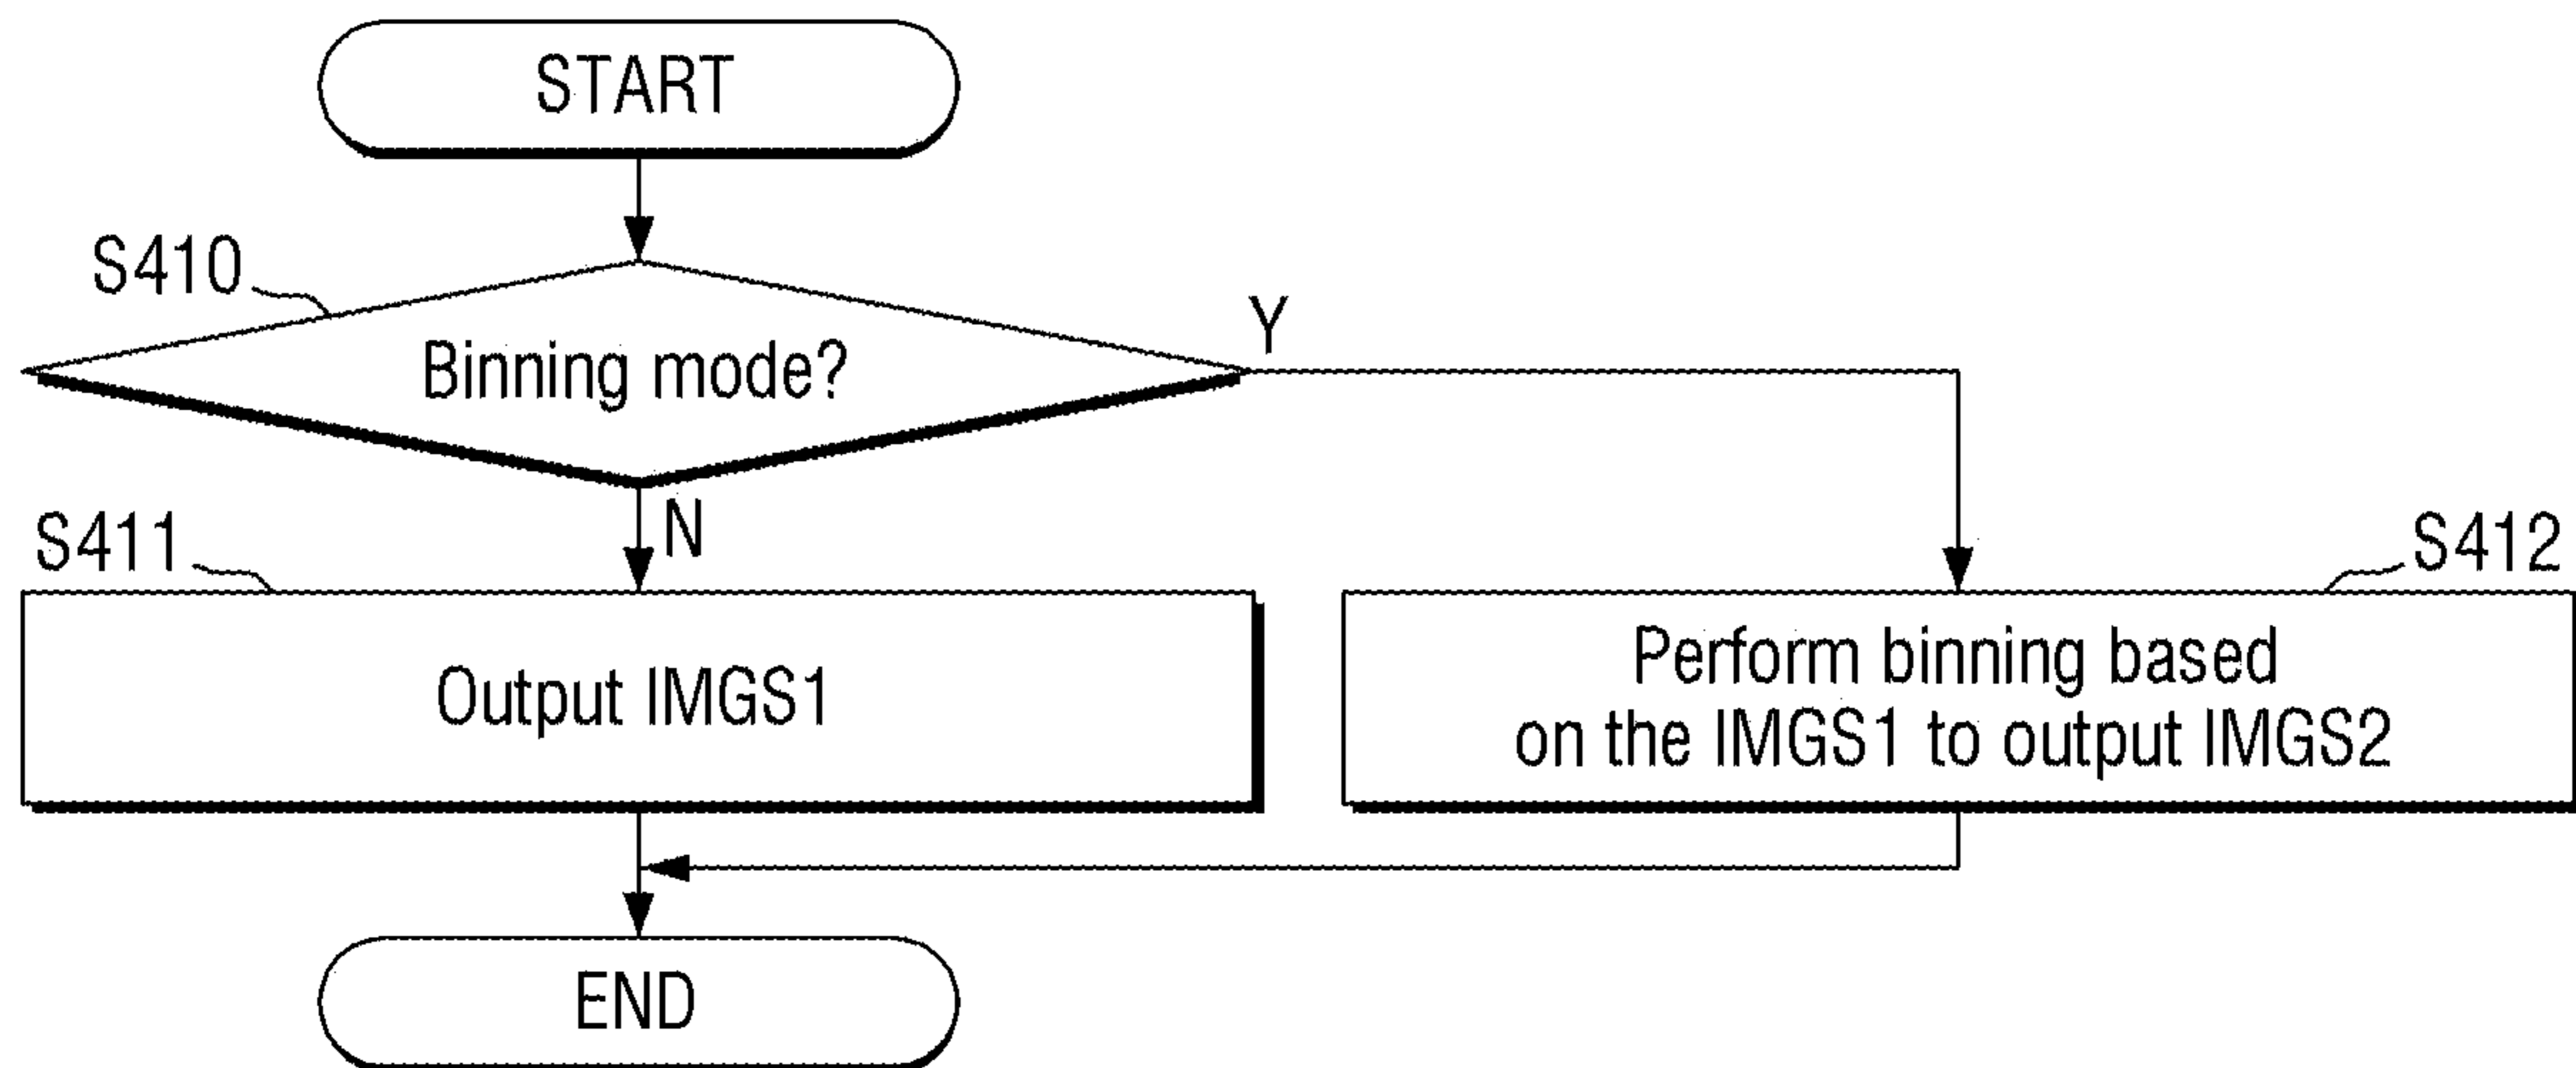 START
S410
Binning mode?
Y
N
S411
Output IMGS1
S412
Perform binning based
on the IMGS1 to output IMGS2
END